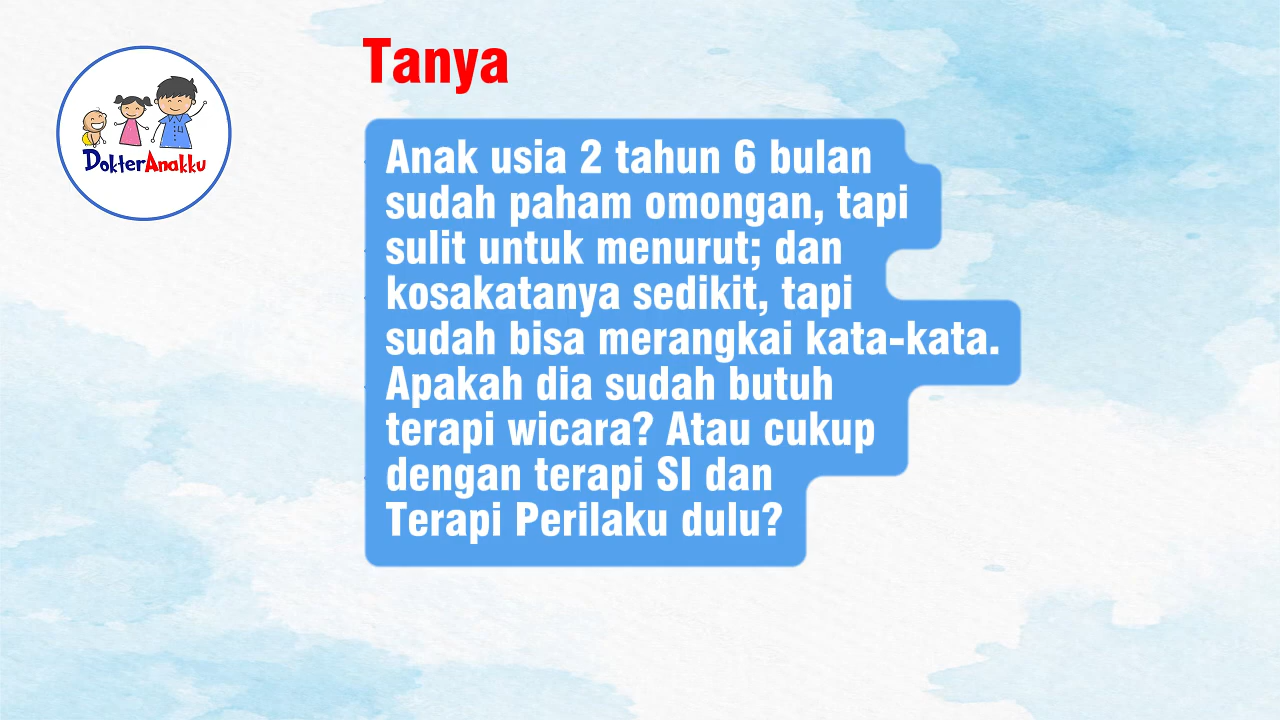 DokterAnakku
Tanya
Anak usia 2 tahun 6 bulan
sudah paham omongan, tapi
sulit untuk menurut; dan
kosakatanya sedikit, tapi
sudah bisa merangkai kata-kata.
Apakah dia sudah butuh
terapi wicara? Atau cukup
dengan terapi SI dan
Terapi Perilaku dulu?